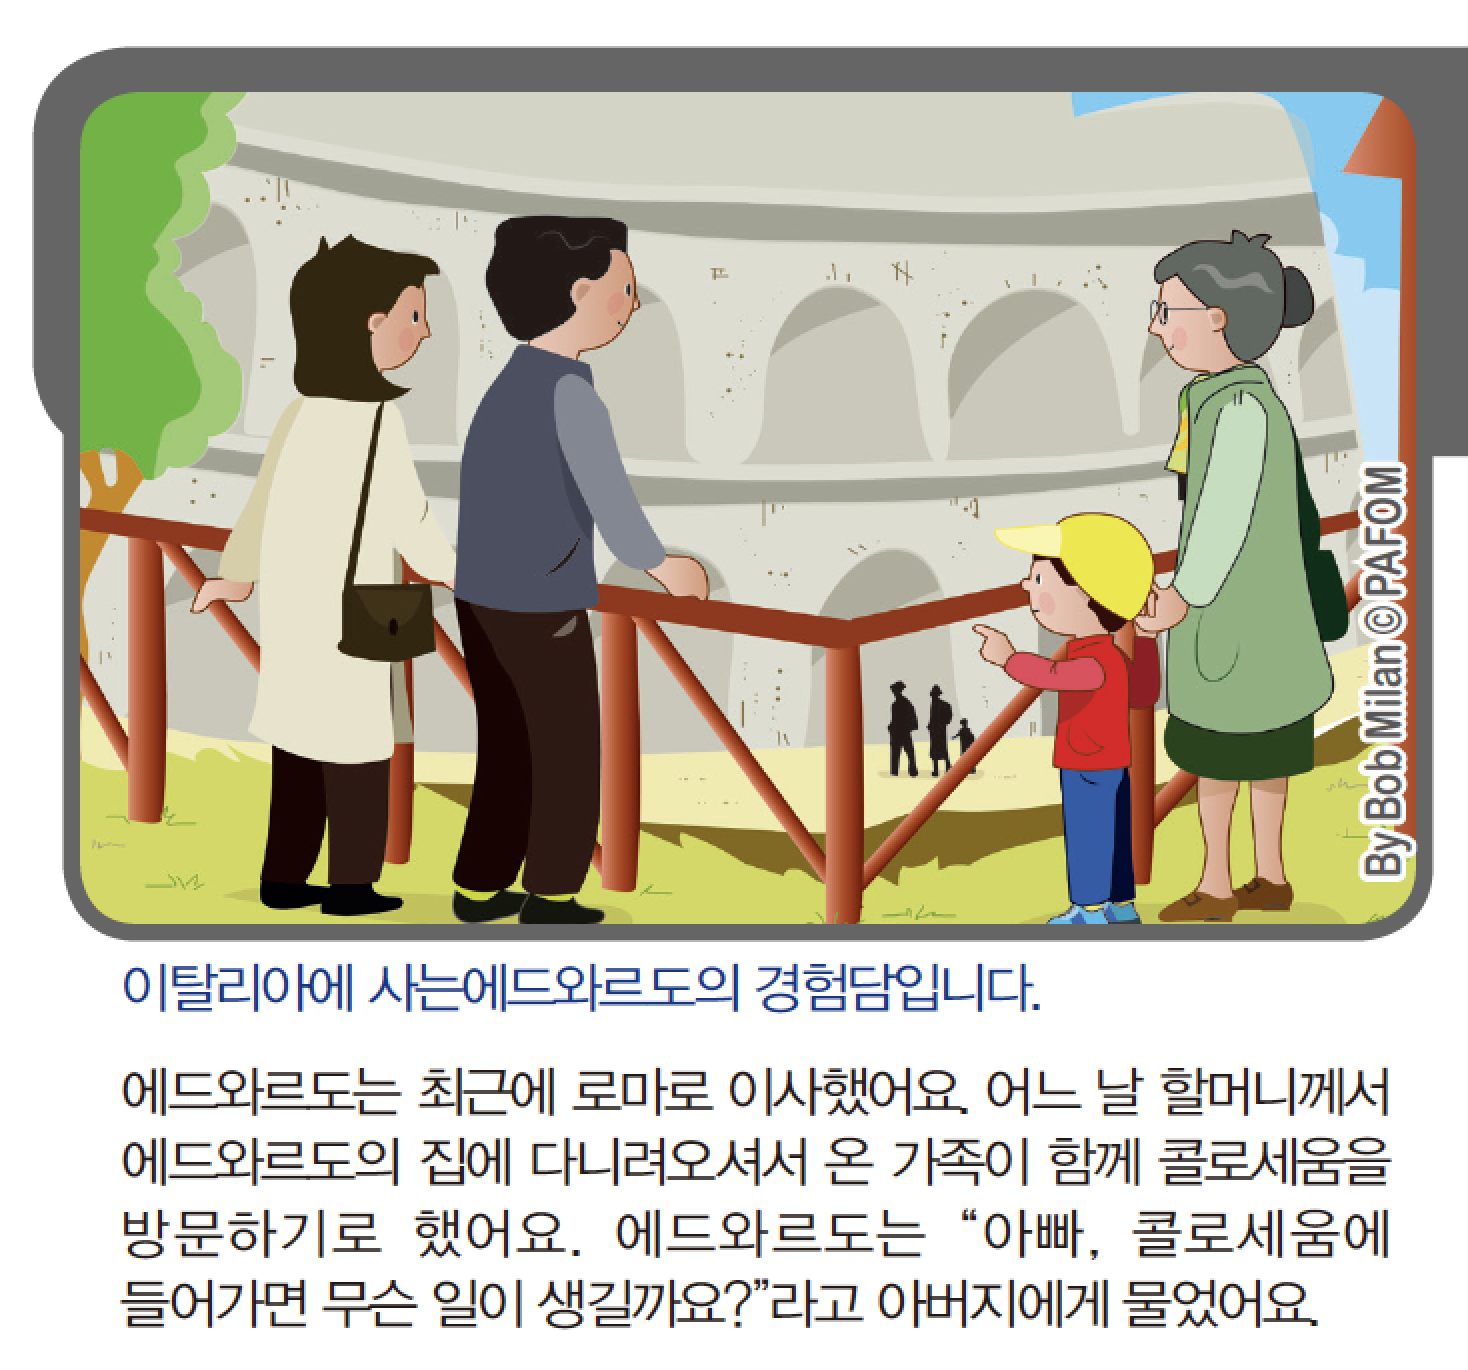 By Bob Milan © PAFOM
이탈리아에 사는에드와르도의 경험담입니다.
에드와르도는 최근에 로마로 이사했어요. 어느 날 할머니께서
에드와르도의 집에 다니려오셔서 온 가족이 함께 콜로세움을
방문하기로 했어요. 에드와르도는 “아빠, 콜로세움에
들어가면 무슨 일이 생길까요?”라고 아버지에게 물었어요.